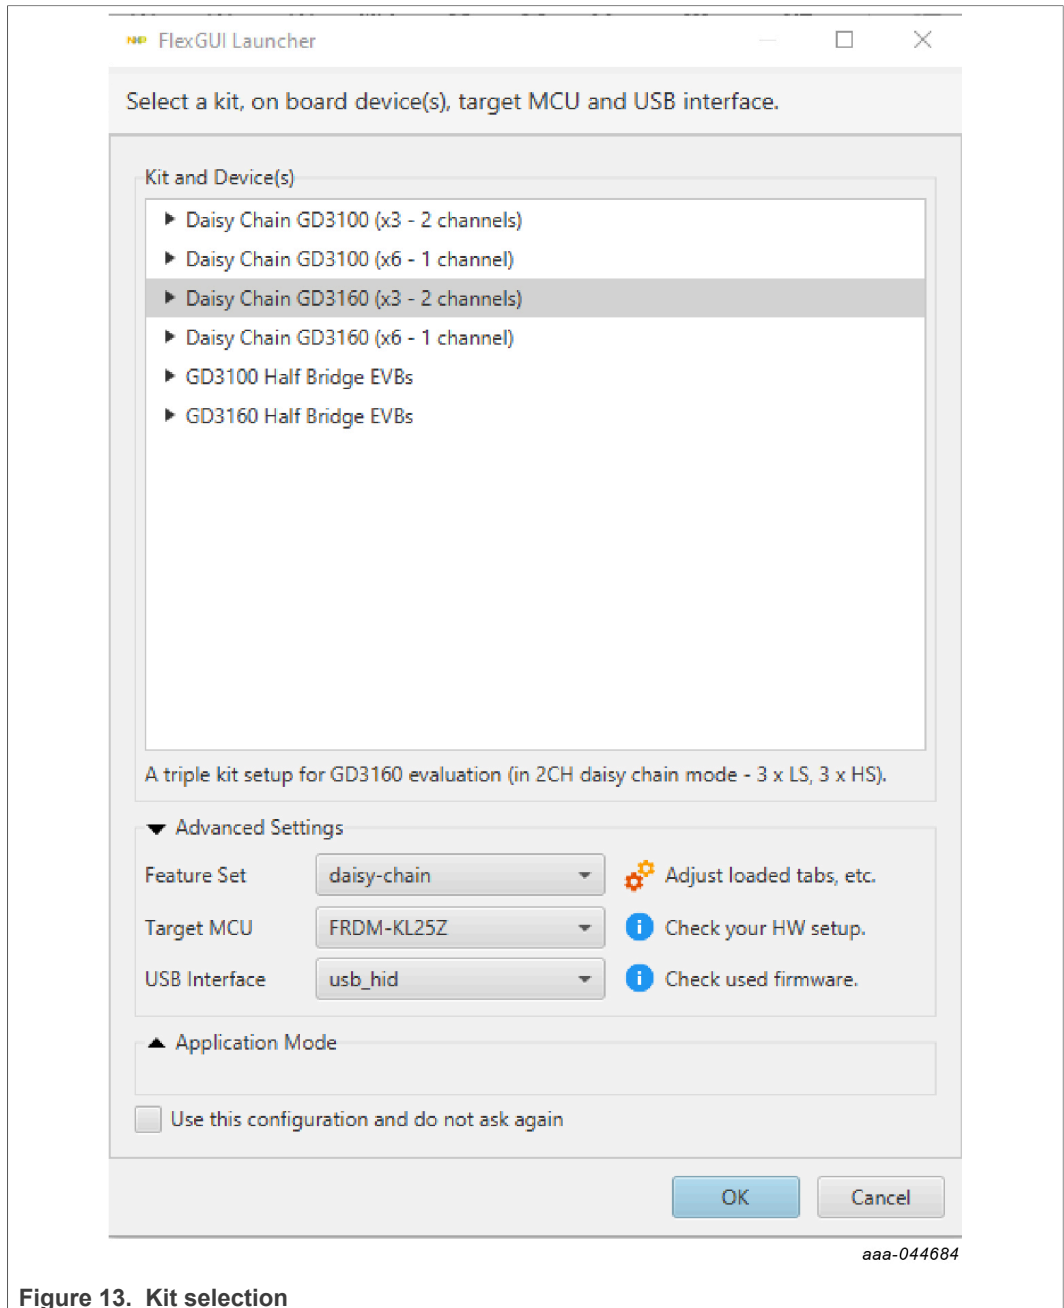 NXP FlexGUI Launcher
Select a kit, on board device(s), target MCU and USB interface.
Kit and Device(s)
Daisy Chain GD3100 (x3 - 2 channels)
Daisy Chain GD3100 (x6 - 1 channel)
Daisy Chain GD3160 (x3 - 2 channels)
Daisy Chain GD3160 (x6 - 1 channel)
GD3100 Half Bridge EVBs
GD3160 Half Bridge EVBs
A triple kit setup for GD3160 evaluation (in 2CH daisy chain mode - 3 x LS, 3 x HS).
Advanced Settings
Feature Set daisy-chain Adjust loaded tabs, etc.
Target MCU FRDM-KL25Z Check your HW setup.
USB Interface usb_hid Check used firmware.
Application Mode
Use this configuration and do not ask again
OK Cancel
aaa-044684
Figure 13. Kit selection